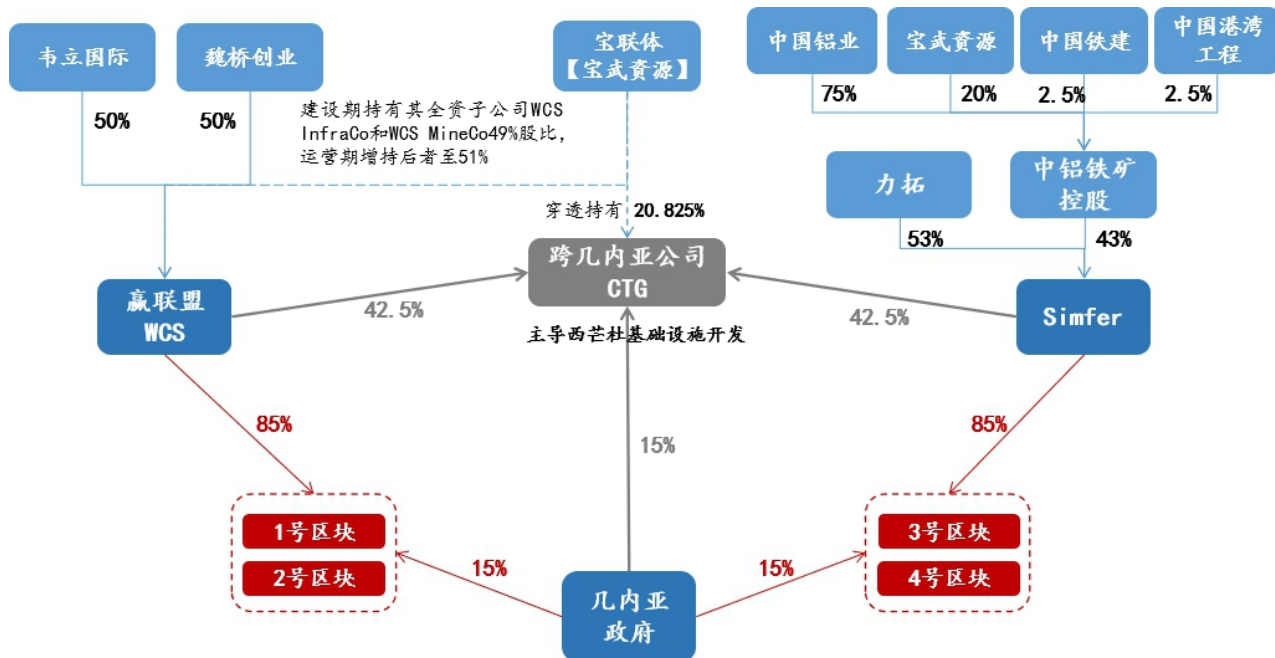 韦立国际
魏桥创业
宝联体
【宝武資源】
中国铝业
宝武資源
中国铁建
中国港湾
工程
50%
50%
建设期持有其全资子公司WCS
InfraCo和WCS MineCo49%股比，
运营期增持后者至51%
75%
20%
2.5%
2.5%
力拓
中铝铁矿
控股
穿透持有 20.825%
53%
43%
跨几内亚公司
CTG
赢联盟
WCS
Simfer
42.5%
42.5%
主导西芒杜基础设施开发
85%
15%
85%
1号区块
2号区块
3号区块
4号区块
15%
15%
几内亚
政府